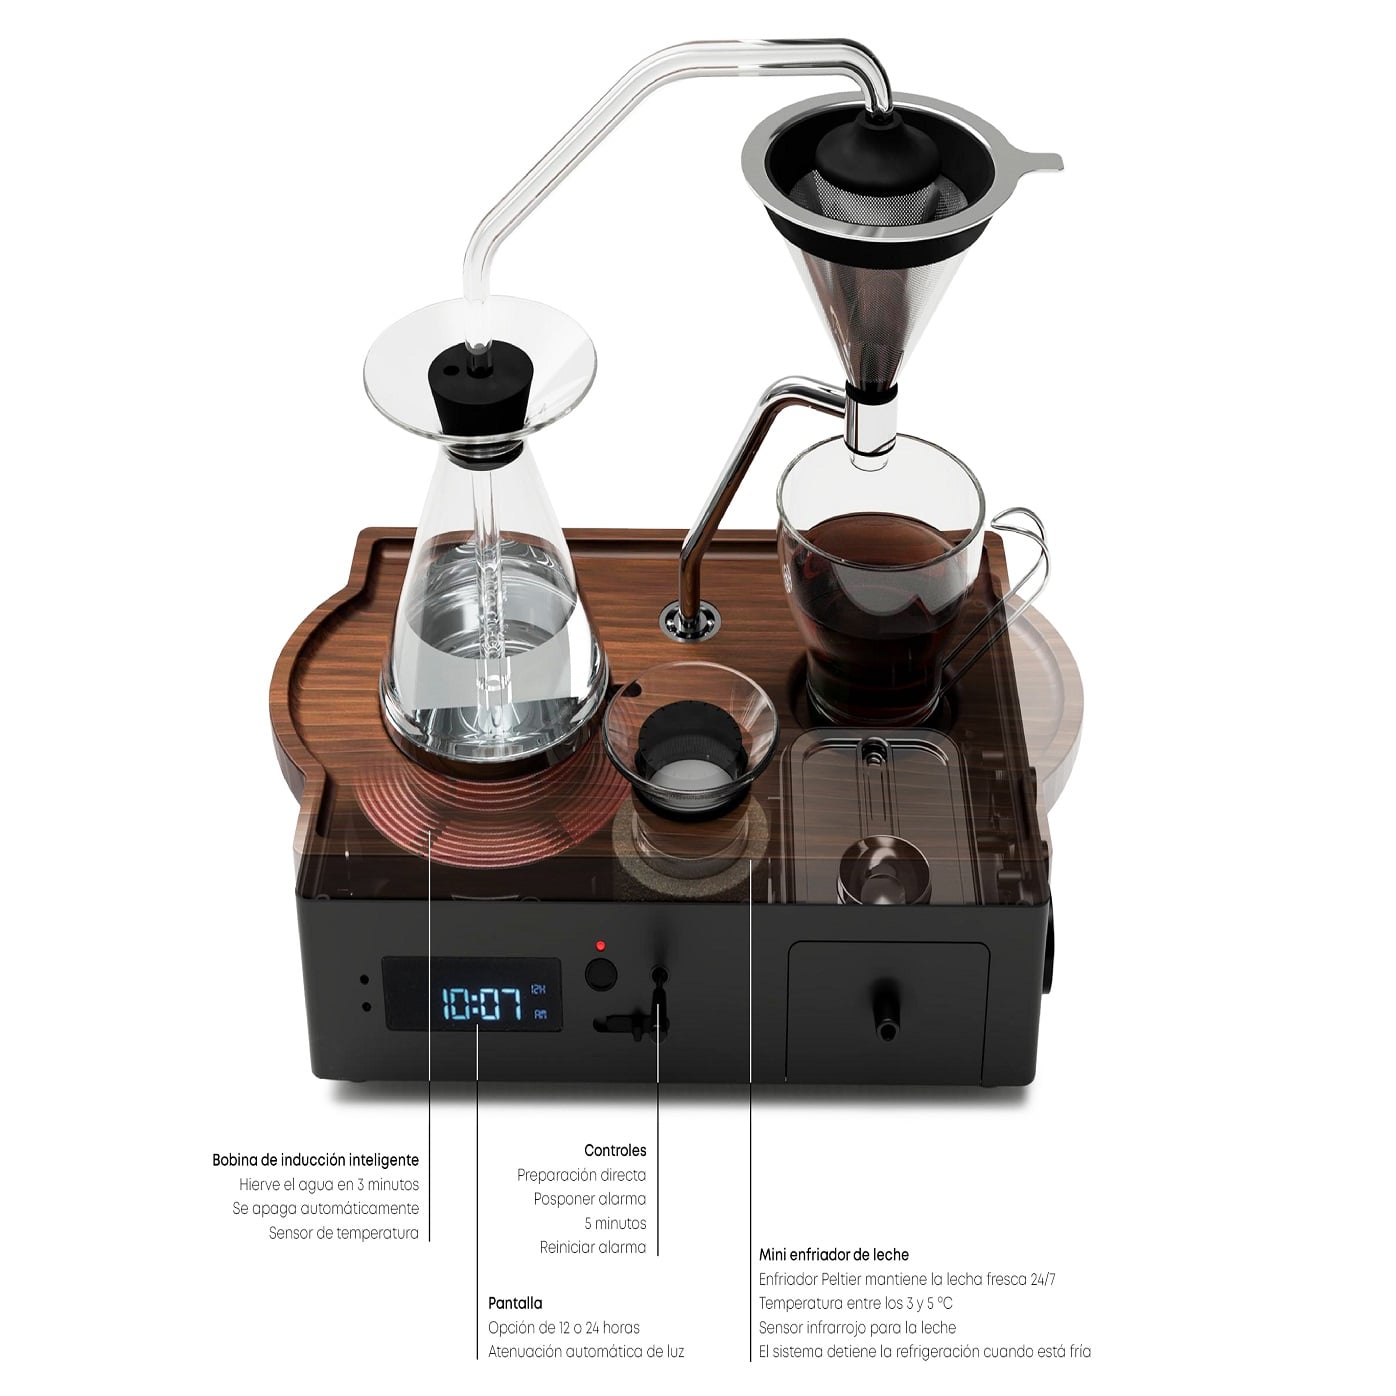 10:07
12H
AM
Bobina de inducción inteligente
Hierve el agua en 3 minutos
Se apaga automáticamente
Sensor de temperatura
Controles
Preparación directa
Posponer alarma
5 minutos
Reiniciar alarma
Pantalla
Opción de 12 o 24 horas
Atenuación automática de luz
Mini enfriador de leche
Enfriador Peltier mantiene la lecha fresca 24/7
Temperatura entre los 3 y 5 ºC
Sensor infrarrojo para la leche
El sistema detiene la refrigeración cuando está fría